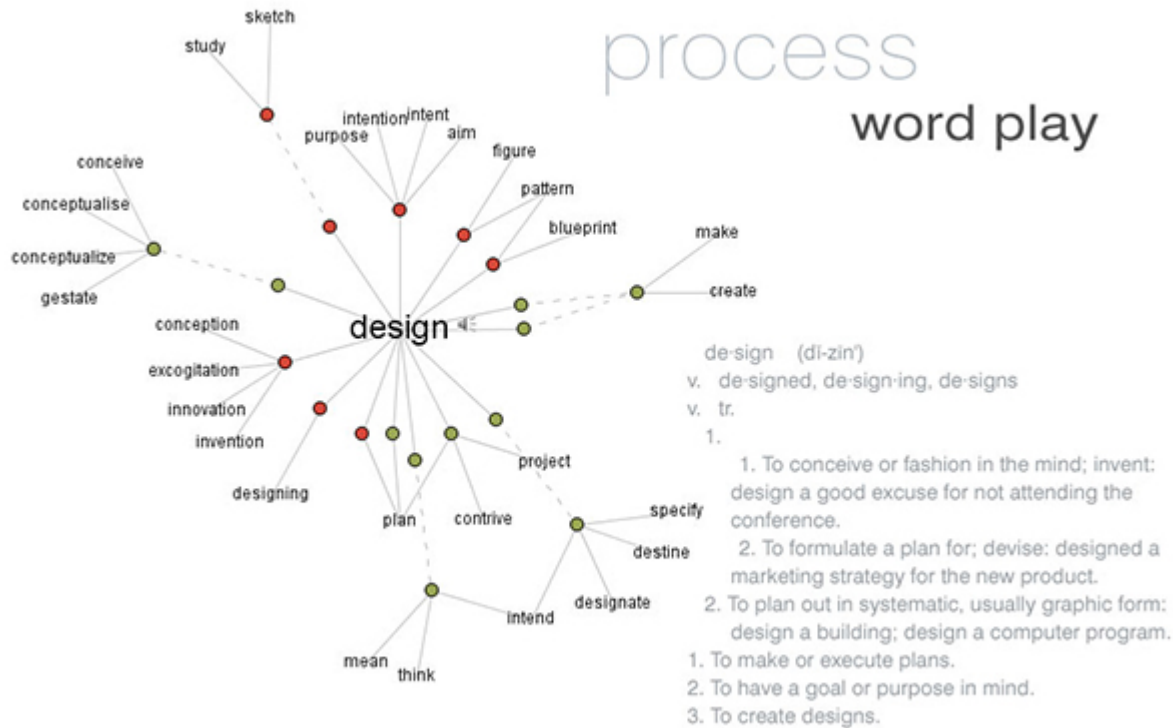 process
word play
sketch
study
intention
intent
purpose
aim
figure
conceive
pattern
conceptualise
blueprint
make
conceptualize
gestate
create
conception
design
excogitation
innovation
invention
designing
project
plan
contrive
specify
destine
designate
intend
mean
think
de·sign (dĭ-zīn')
v. de·signed, de·sign·ing, de·signs
v. tr.
1.
1. To conceive or fashion in the mind; invent:
design a good excuse for not attending the
conference.
2. To formulate a plan for; devise: designed a
marketing strategy for the new product.
2. To plan out in systematic, usually graphic form:
design a building; design a computer program.
1. To make or execute plans.
2. To have a goal or purpose in mind.
3. To create designs.